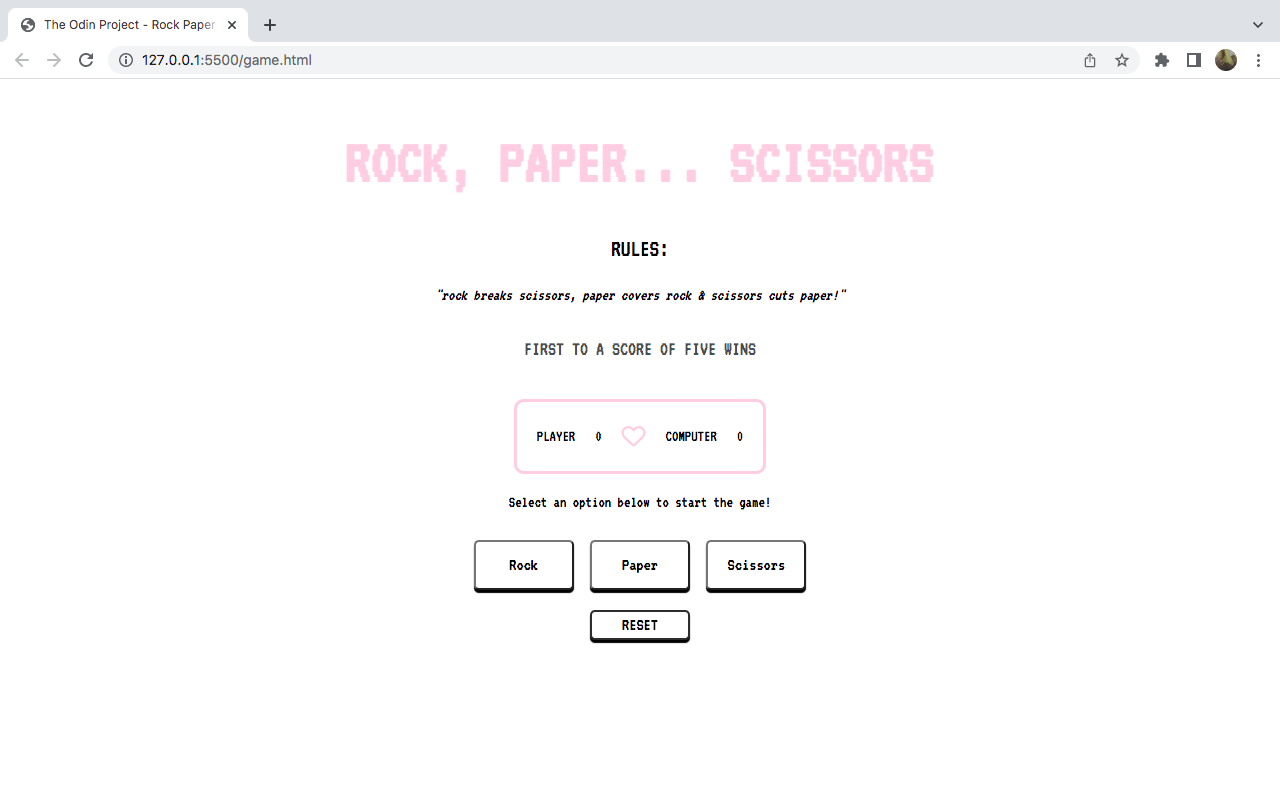 The Odin Project - Rock Paper
127.0.0.1:5500/game.html
ROCK, PAPER... SCISSORS
RULES:
"rock breaks scissors, paper covers rock & scissors cuts paper!"
FIRST TO A SCORE OF FIVE WINS
PLAYER 0 COMPUTER 0
Select an option below to start the game!
Rock Paper Scissors
RESET